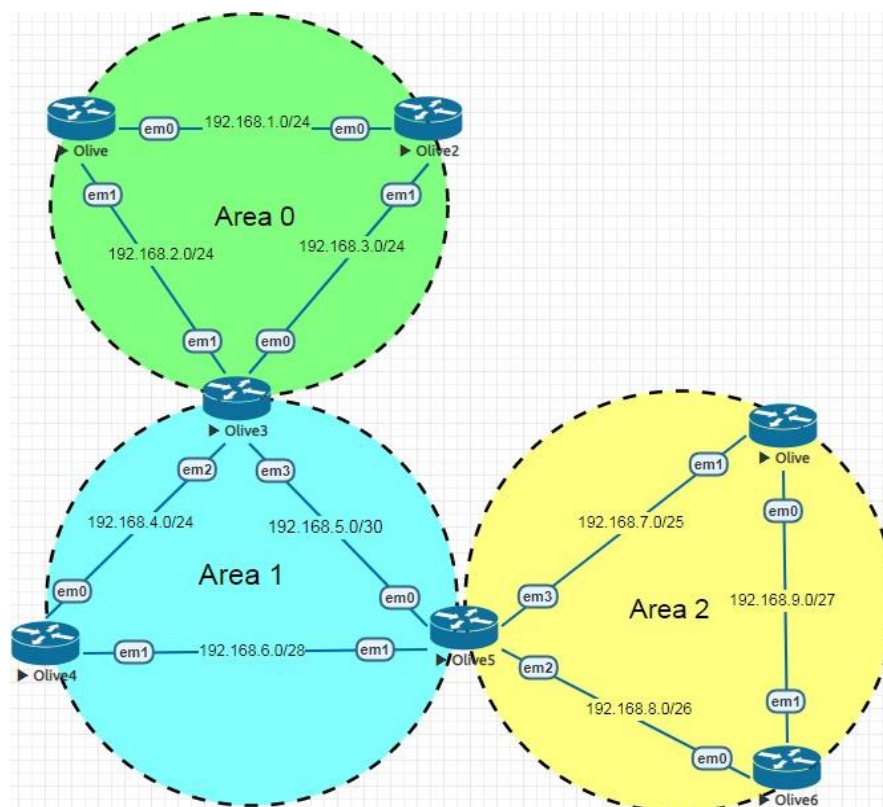 em0 192.168.1.0/24 em0
Olive Olive2
em1 em1
Area 0
192.168.2.0/24 192.168.3.0/24
em1 em0
Olive3
em2 em3
192.168.4.0/24 192.168.5.0/30
Area 1
em0 em0
em1 192.168.6.0/28 em1
Olive4 Olive5
Olive
em1
em0
192.168.7.0/25
em3
192.168.9.0/27
Area 2
em2
192.168.8.0/26
em1
em0
Olive6